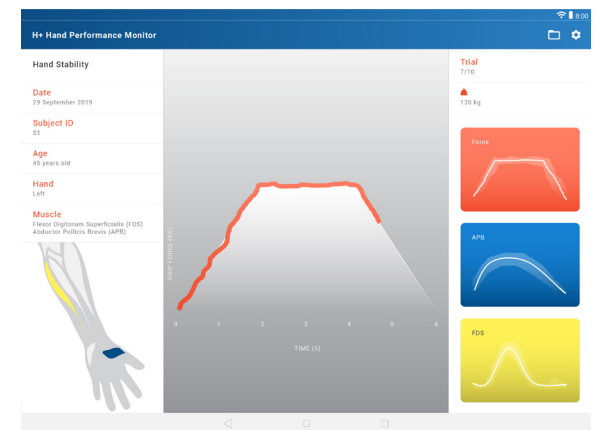 8:00
H+ Hand Performance Monitor
Hand Stability
Date
29 September 2019
Subject ID
S1
Age
45 years old
Hand
Left
Muscle
Flexor Digitorum Superficialis (FDS)
Abductor Pollicis Brevis (APB)
GRIP FORCE (KG)
0 1 2 3 4 5 6
TIME (S)
Trial
7/10
120 kg
Force
APB
FDS